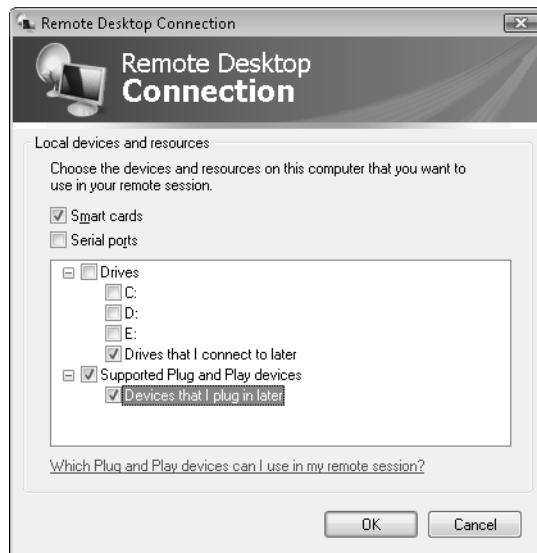 Remote Desktop Connection
Remote Desktop
Connection
Local devices and resources
Choose the devices and resources on this computer that you want to
use in your remote session.
Smart cards
Serial ports
Drives
C:
D:
E:
Drives that I connect to later
Supported Plug and Play devices
Devices that I plug in later
Which Plug and Play devices can I use in my remote session?
OK Cancel